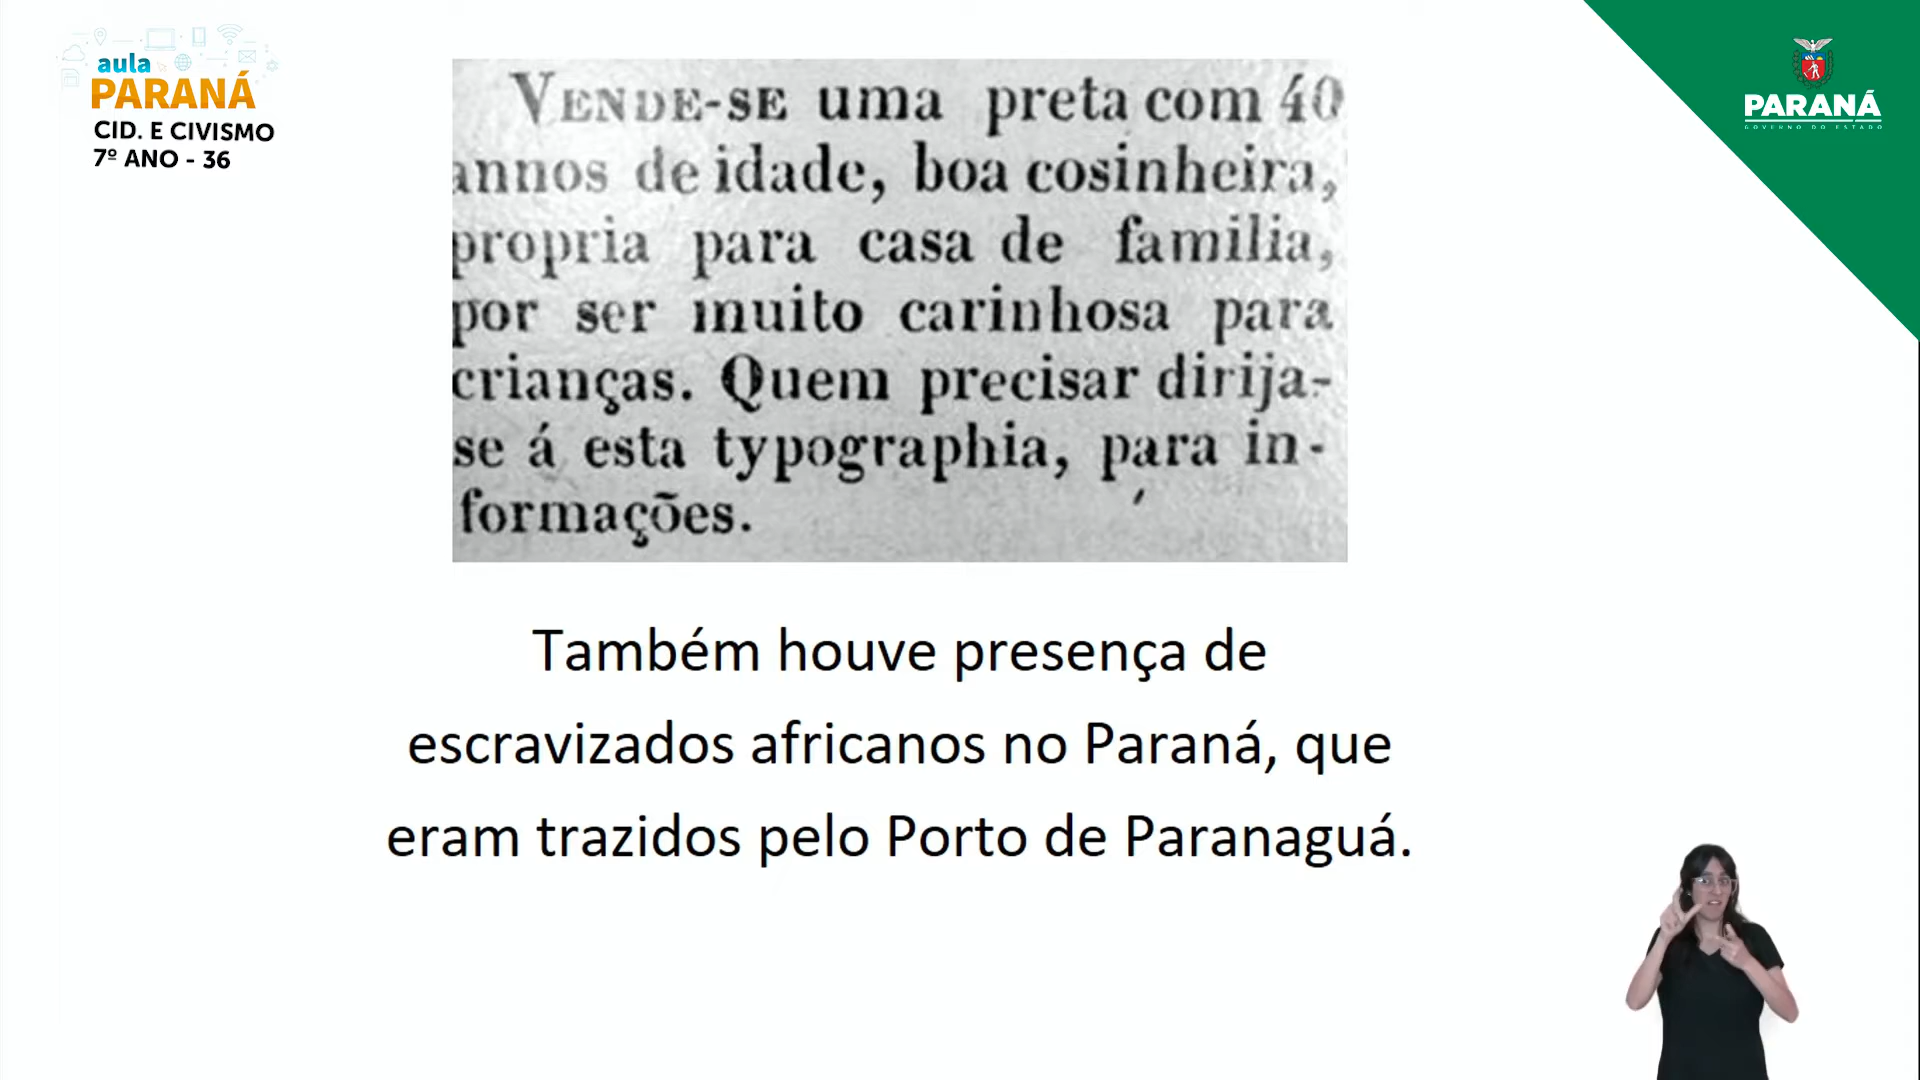 aula
PARANÁ
CID. E CIVISMO
7º ANO - 36
PARANÁ
GOVERNO DO ESTADO
VENDE-SE uma preta com 40
annos de idade, boa cosinheira,
propria para casa de familia,
por ser muito carinhosa para
crianças. Quem precisar dirija-
se á esta typographia, para in-
formações.
Também houve presença de
escravizados africanos no Paraná, que
eram trazidos pelo Porto de Paranaguá.